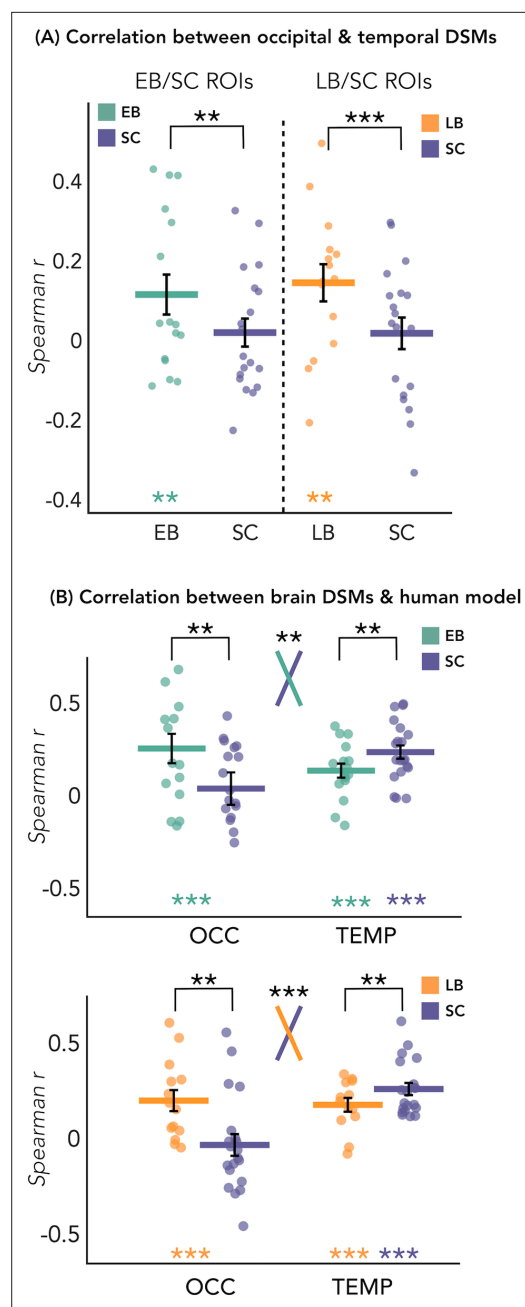 (A) Correlation between occipital & temporal DSMs
EB/SC ROIs
LB/SC ROIs
EB
SC
**
***
LB
SC
Spearman r
0.4
0.2
0
-0.2
-0.4
**
**
EB
SC
LB
SC
(B) Correlation between brain DSMs & human model
EB
SC
**
**
**
Spearman r
0.5
0
-0.5
***
***
***
OCC
TEMP
LB
SC
**
***
**
Spearman r
0.5
0
-0.5
***
***
***
OCC
TEMP